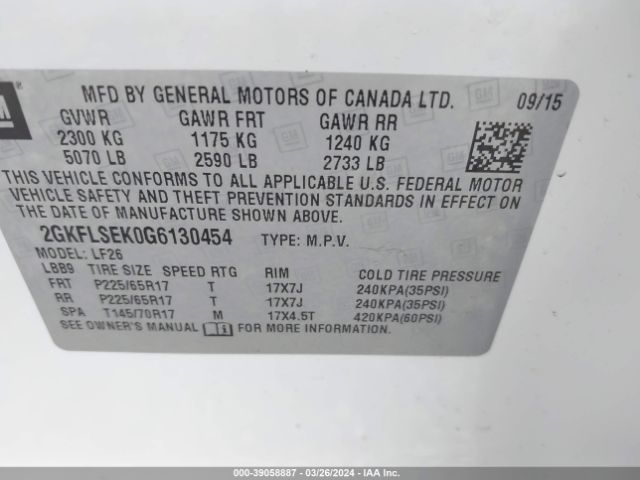 GM ®
MFD BY GENERAL MOTORS OF CANADA LTD. 09/15
GVWR GAWR FRT GAWR RR
2300 KG 1175 KG 1240 KG
5070 LB 2590 LB 2733 LB
THIS VEHICLE CONFORMS TO ALL APPLICABLE U.S. FEDERAL MOTOR
VEHICLE SAFETY AND THEFT PREVENTION STANDARDS IN EFFECT ON
THE DATE OF MANUFACTURE SHOWN ABOVE.
2GKFLSEK0G6130454 TYPE: M.P.V.
MODEL: LF26
LBB9 TIRE SIZE SPEED RTG RIM COLD TIRE PRESSURE
FRT P225/65R17 T 17X7J 240KPA(35PSI)
RR P225/65R17 T 17X7J 240KPA(35PSI)
SPA T145/70R17 M 17X4.5T 420KPA(60PSI)
SEE OWNER'S MANUAL FOR MORE INFORMATION.
000-39058887 - 03/26/2024 - IAA Inc.